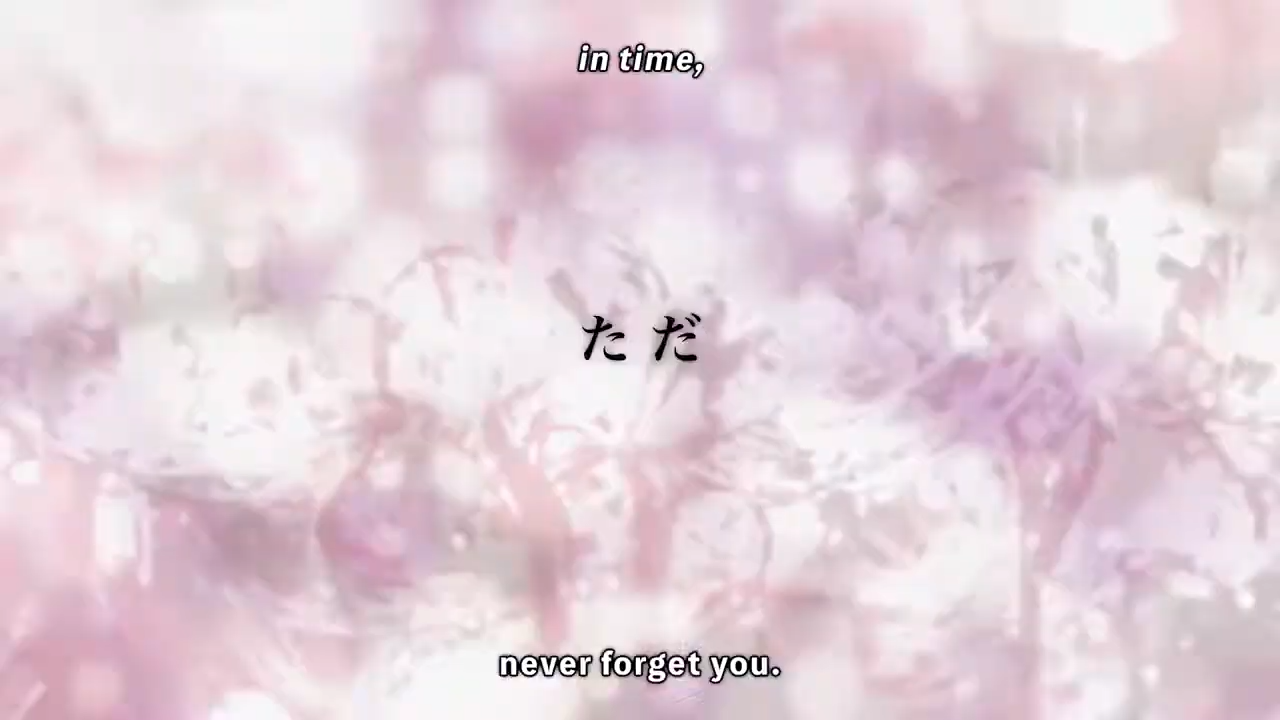 in time,
ただ
never forget you.